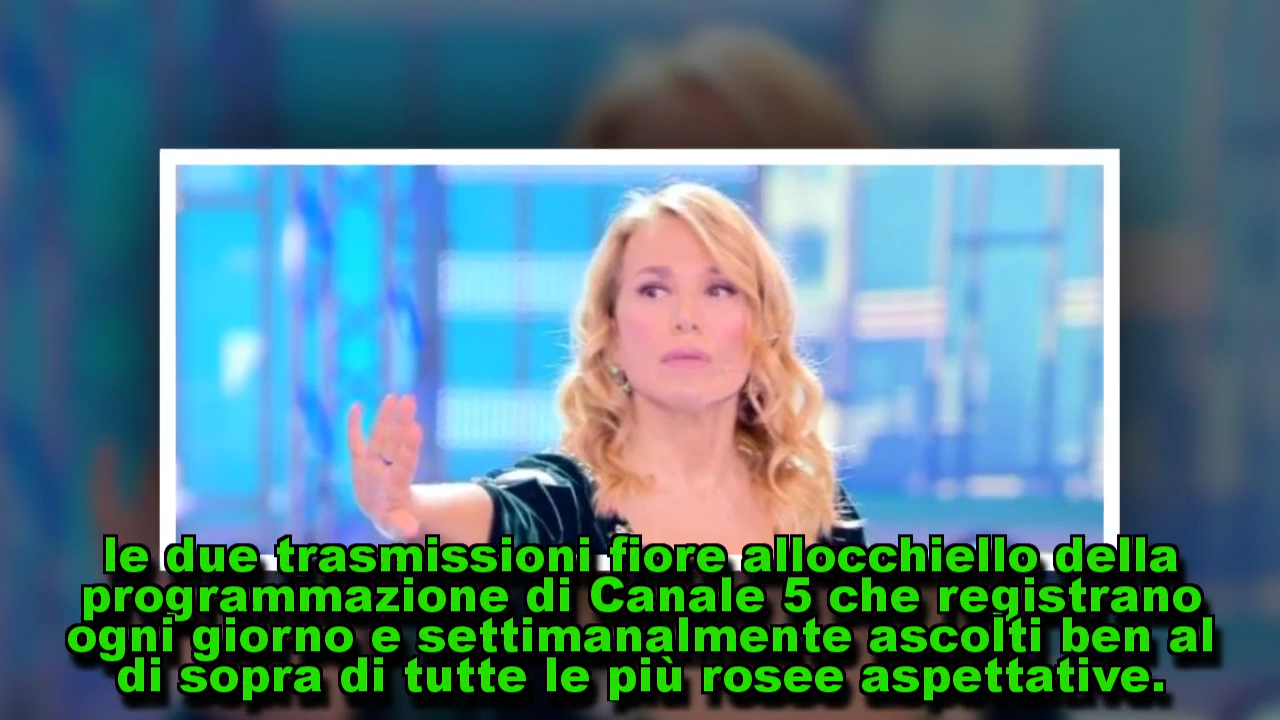 le due trasmissioni fiore allocchiello della
programmazione di Canale 5 che registrano
ogni giorno e settimanalmente ascolti ben al
di sopra di tutte le più rosee aspettative.